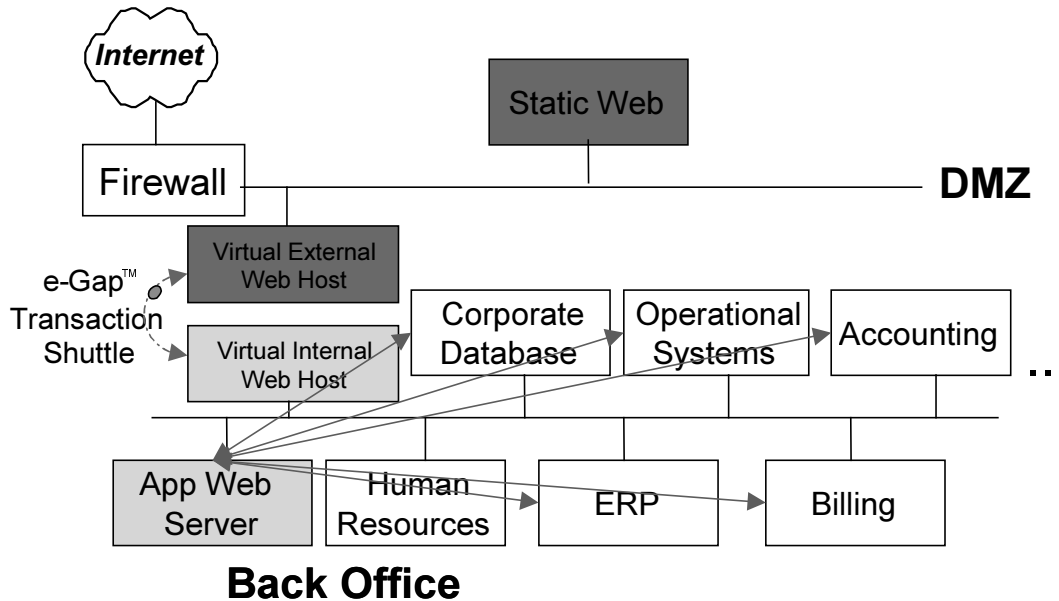 Internet
Static Web
Firewall
DMZ
Virtual External
Web Host
e-Gap™
Transaction
Shuttle
Virtual Internal
Web Host
Corporate
Database
Operational
Systems
Accounting
..
App Web
Server
Human
Resources
ERP
Billing
Back Office